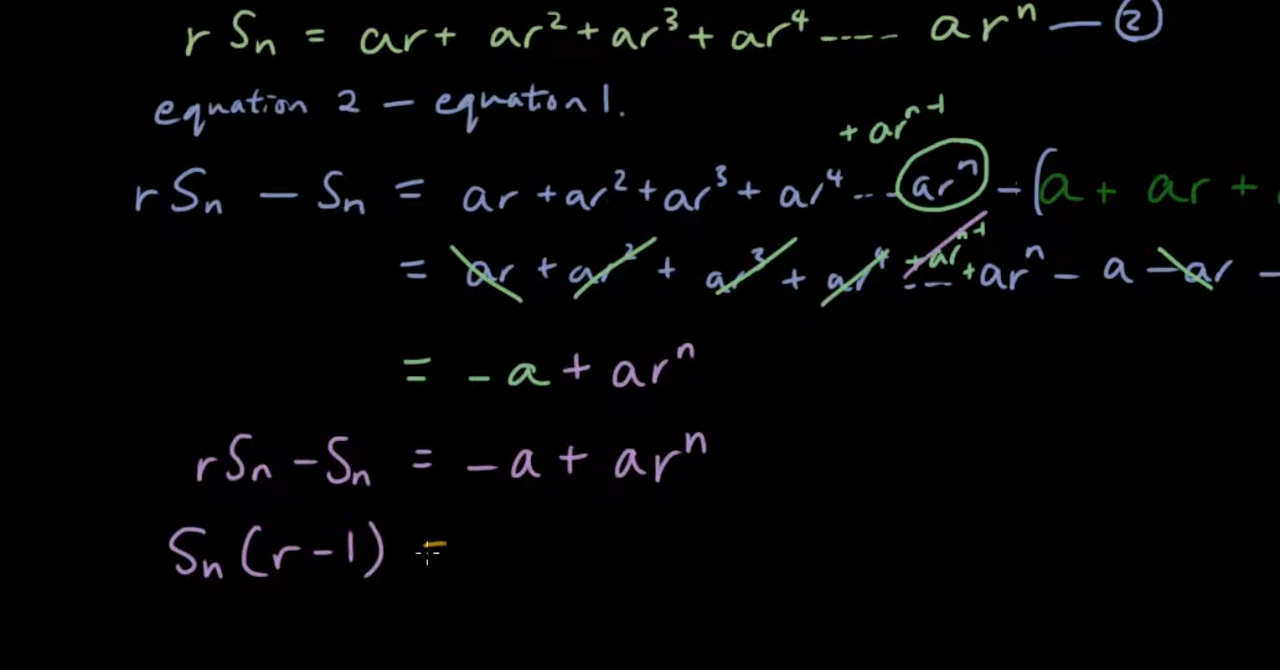 r Sₙ = ar + ar² + ar³ + ar⁴ ----- arⁿ — ②
equation 2 – equaton 1.
+ arⁿ⁻¹
rSₙ – Sₙ = ar + ar² + ar³ + ar⁴ --- arⁿ – (a + ar +
= ar + ar² + ar³ + ar⁴ --- + arⁿ⁻¹ + arⁿ – a – ar –
= – a + arⁿ
rSₙ – Sₙ = – a + arⁿ
Sₙ (r – 1)